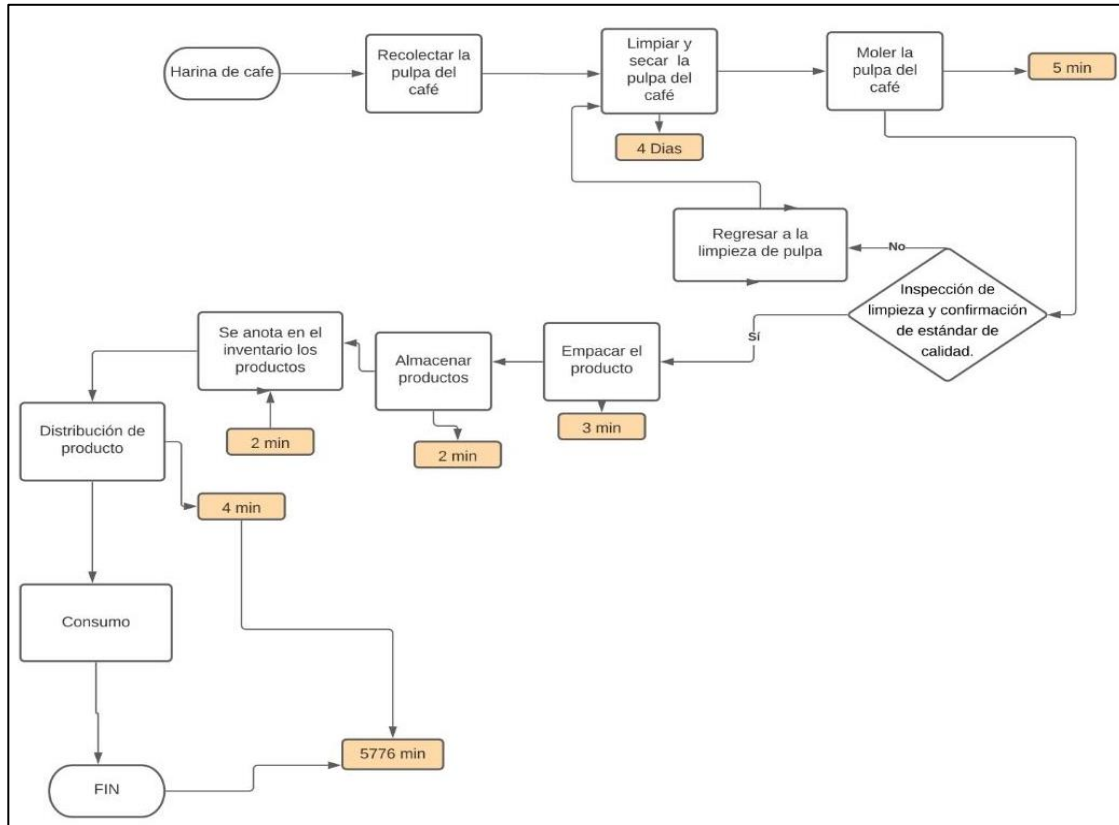 Harina de cafe
Recolectar la
pulpa del
café
Limpiar y
secar la
pulpa del
café
Moler la
pulpa del
café
5 min
4 Dias
Regresar a la
limpieza de pulpa
No
Inspección de
limpieza y confirmación
de estándar de
calidad.
Sí
Empacar el
producto
3 min
Almacenar
productos
2 min
Se anota en el
inventario los
productos
2 min
Distribución de
producto
4 min
Consumo
5776 min
FIN